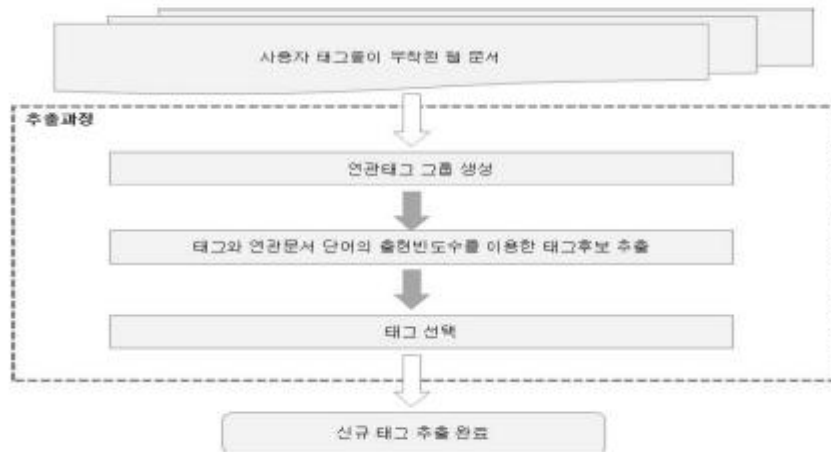 사용자 태그들이 부착된 웹 문서
추출과정
연관태그 그룹 생성
태그와 연관문서 단어의 출현빈도수를 이용한 태그후보 추출
태그 선택
신규 태그 추출 완료